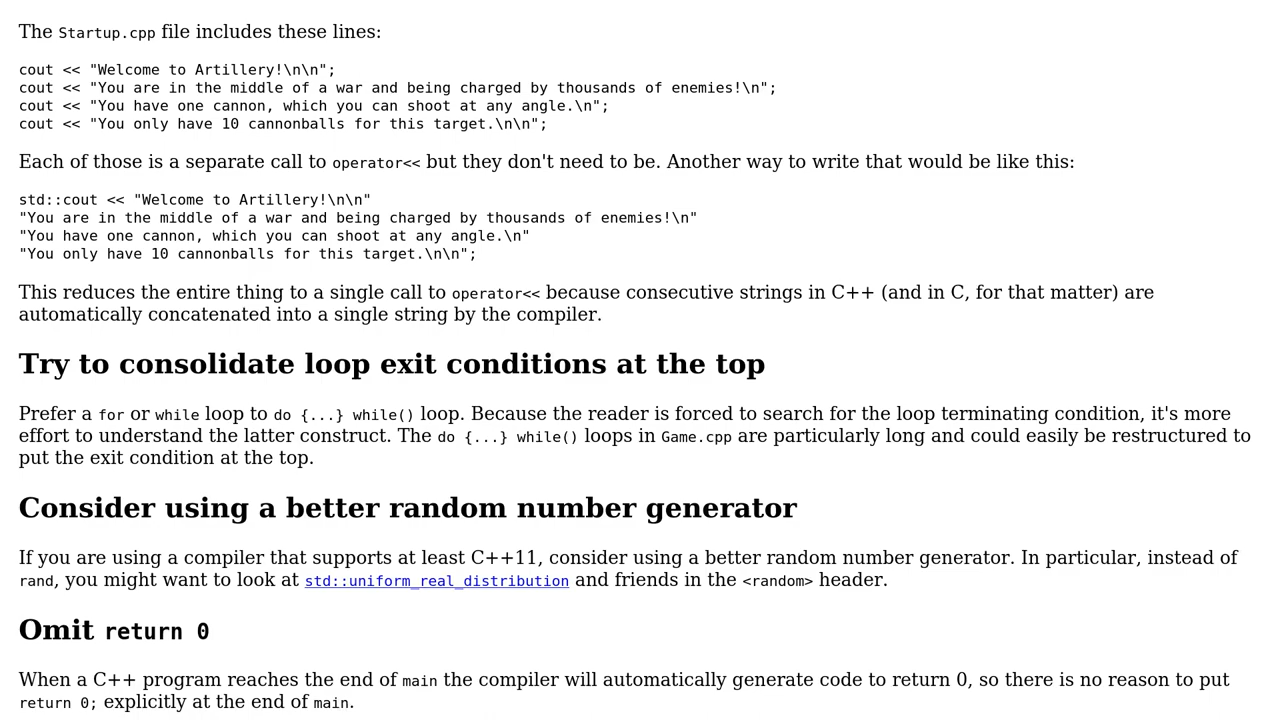 The Startup.cpp file includes these lines:
cout << "Welcome to Artillery!\n\n";
cout << "You are in the middle of a war and being charged by thousands of enemies!\n";
cout << "You have one cannon, which you can shoot at any angle.\n";
cout << "You only have 10 cannonballs for this target.\n\n";
Each of those is a separate call to operator<< but they don't need to be. Another way to write that would be like this:
std::cout << "Welcome to Artillery!\n\n"
"You are in the middle of a war and being charged by thousands of enemies!\n"
"You have one cannon, which you can shoot at any angle.\n"
"You only have 10 cannonballs for this target.\n\n";
This reduces the entire thing to a single call to operator<< because consecutive strings in C++ (and in C, for that matter) are
automatically concatenated into a single string by the compiler.
Try to consolidate loop exit conditions at the top
Prefer a for or while loop to do {...} while() loop. Because the reader is forced to search for the loop terminating condition, it's more
effort to understand the latter construct. The do {...} while() loops in Game.cpp are particularly long and could easily be restructured to
put the exit condition at the top.
Consider using a better random number generator
If you are using a compiler that supports at least C++11, consider using a better random number generator. In particular, instead of
rand, you might want to look at std::uniform_real_distribution and friends in the <random> header.
Omit return 0
When a C++ program reaches the end of main the compiler will automatically generate code to return 0, so there is no reason to put
return 0; explicitly at the end of main.